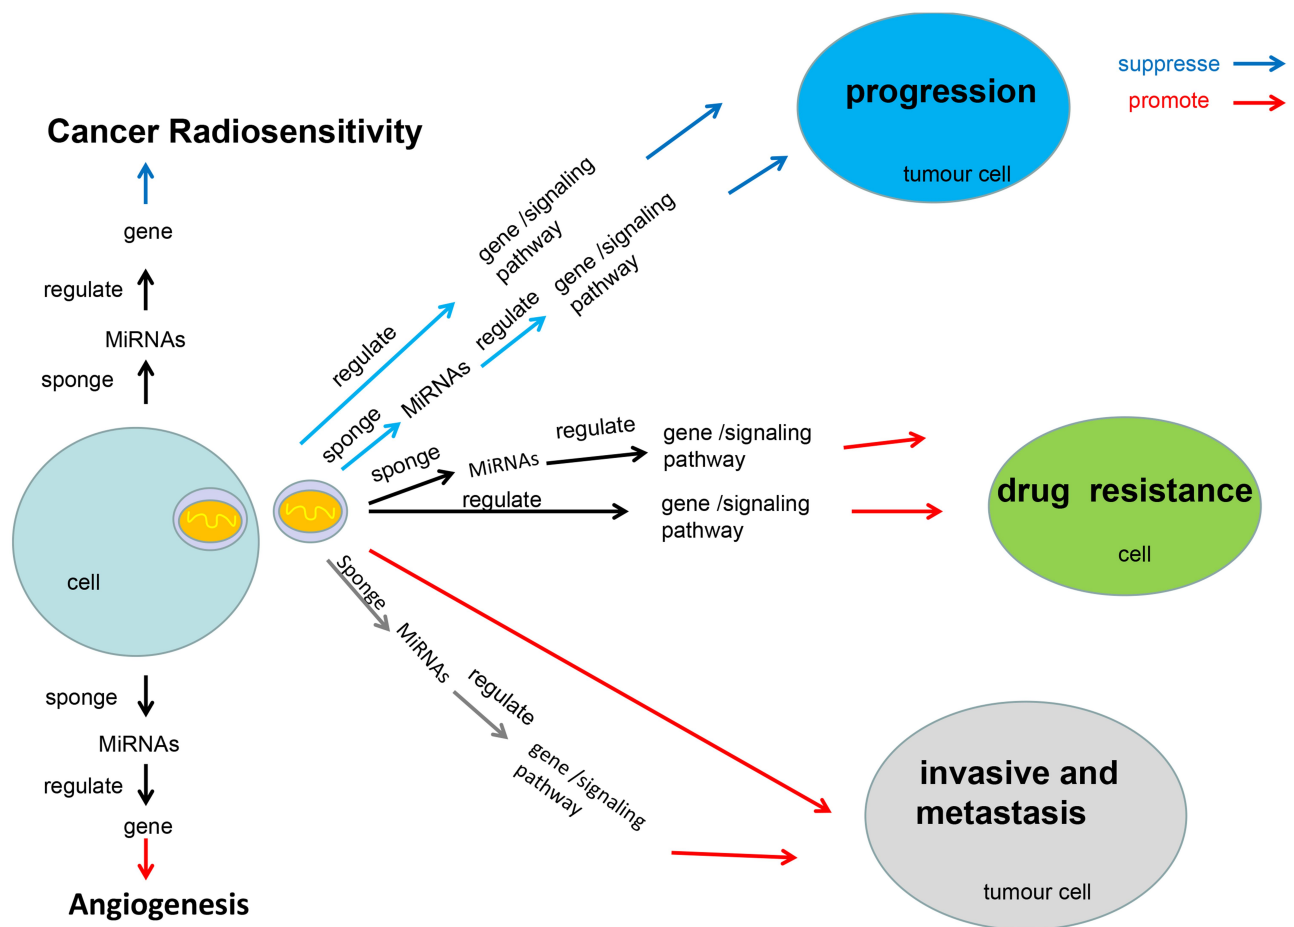 progression
tumour cell
suppresse
promote
Cancer Radiosensitivity
gene
regulate
MiRNAs
sponge
cell
sponge
MiRNAs
regulate
gene
Angiogenesis
regulate
gene /signaling
pathway
sponge
MiRNAs
regulate
gene /signaling
pathway
sponge
MiRNAs
regulate
gene /signaling
pathway
regulate
gene /signaling
pathway
drug resistance
cell
Sponge
MiRNAs
regulate
gene /signaling
pathway
invasive and
metastasis
tumour cell